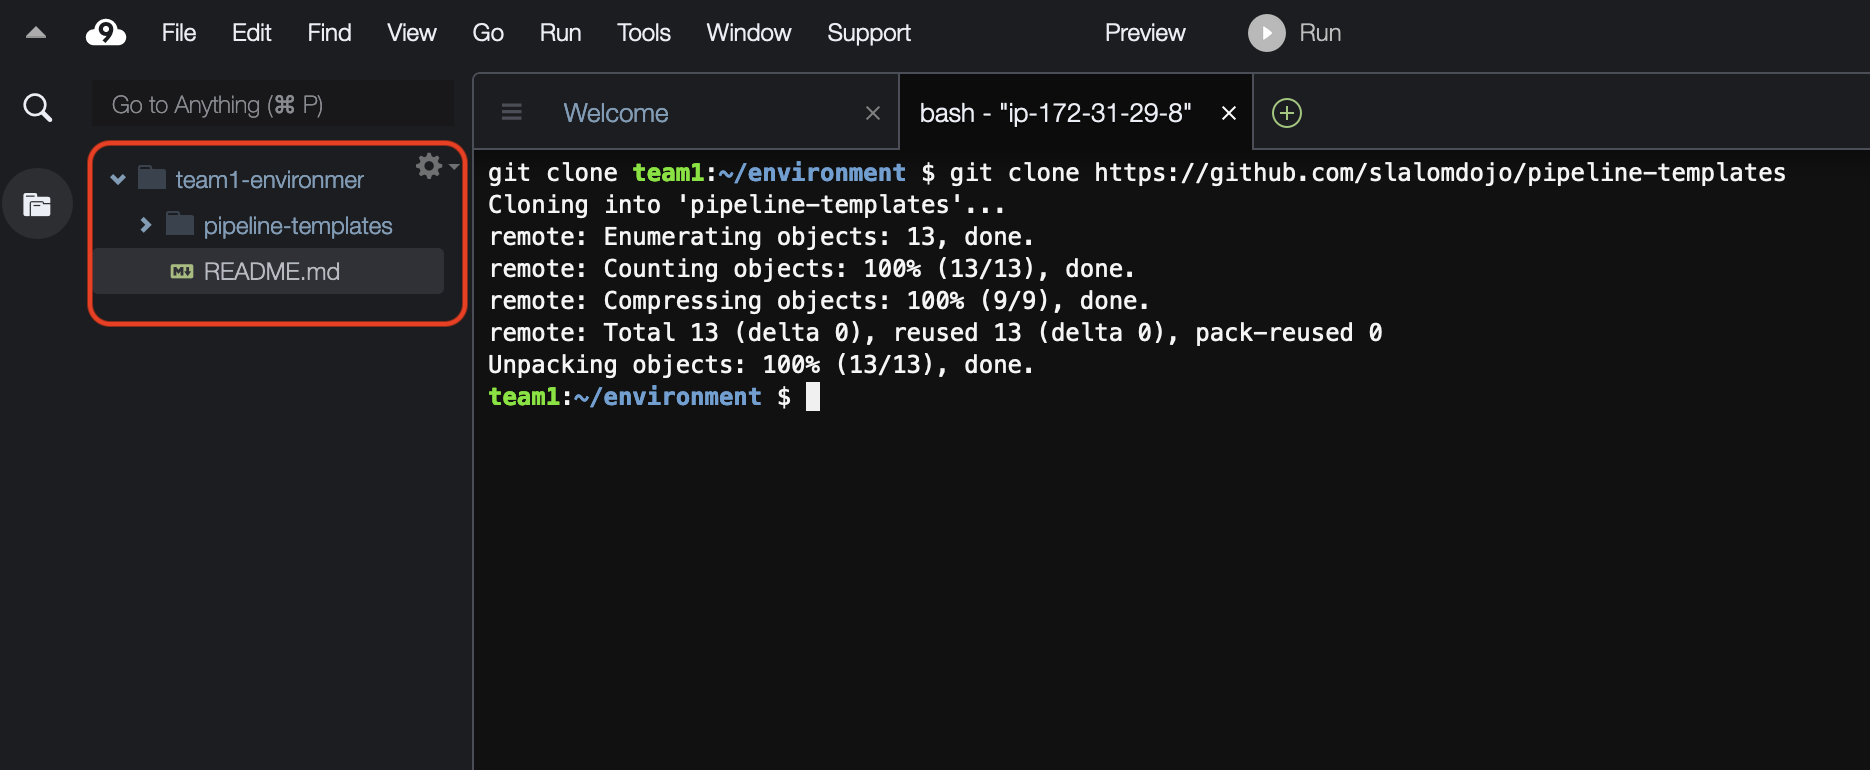 File Edit Find View Go Run Tools Window Support Preview Run
Go to Anything (⌘ P)
team1-environmer
pipeline-templates
README.md
Welcome
bash - "ip-172-31-29-8"
git clone team1:~/environment $ git clone https://github.com/slalomdojo/pipeline-templates
Cloning into 'pipeline-templates'...
remote: Enumerating objects: 13, done.
remote: Counting objects: 100% (13/13), done.
remote: Compressing objects: 100% (9/9), done.
remote: Total 13 (delta 0), reused 13 (delta 0), pack-reused 0
Unpacking objects: 100% (13/13), done.
team1:~/environment $